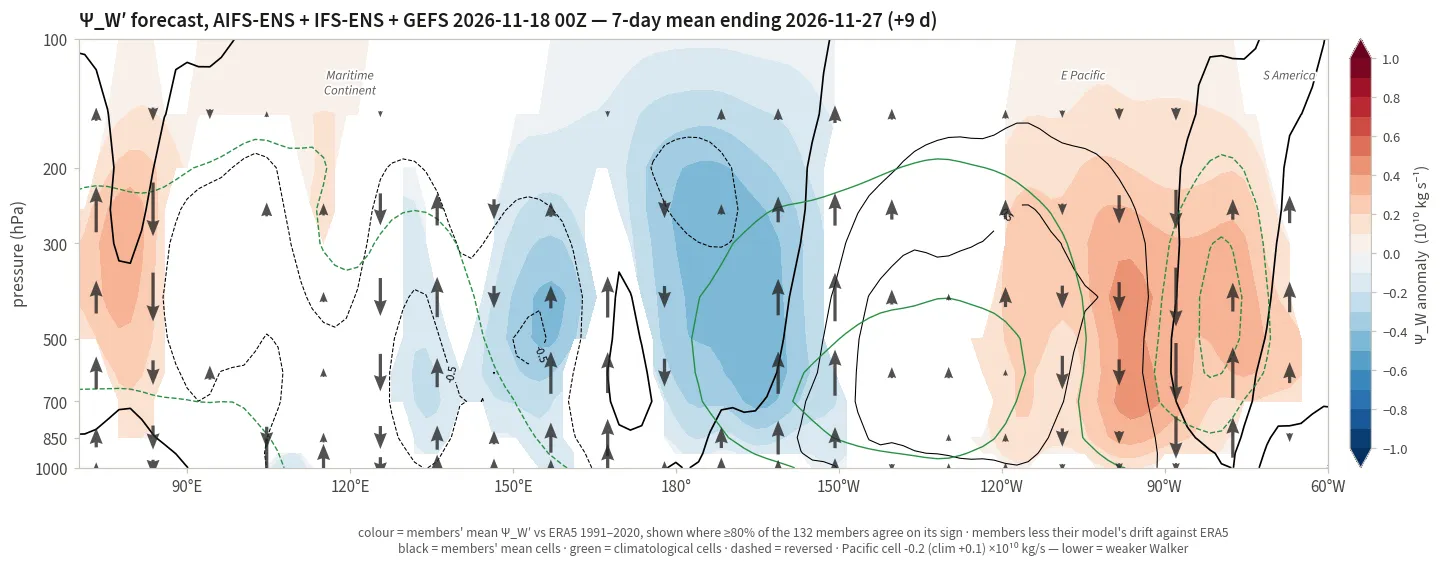 Ψ_W′ forecast, AIFS-ENS + IFS-ENS + GEFS 2026-11-18 00Z — 7-day mean ending 2026-11-27 (+9 d)
100
200
300
500
700
850
1000
pressure (hPa)
Maritime
Continent
E Pacific
S America
-0.5
-0.5
90°E
120°E
150°E
180°
150°W
120°W
90°W
60°W
1.0
0.8
0.6
0.4
0.2
0.0
−0.2
−0.4
−0.6
−0.8
−1.0
Ψ_W anomaly (10¹⁰ kg s⁻¹)
colour = members' mean Ψ_W′ vs ERA5 1991–2020, shown where ≥80% of the 132 members agree on its sign · members less their model's drift against ERA5
black = members' mean cells · green = climatological cells · dashed = reversed · Pacific cell -0.2 (clim +0.1) ×10¹⁰ kg/s — lower = weaker Walker